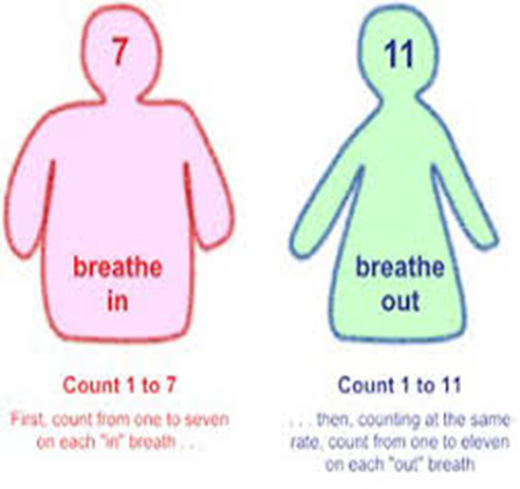 7
breathe
in
Count 1 to 7
First, count from one to seven
on each "in" breath . . .
11
breathe
out
Count 1 to 11
. . . then, counting at the same
rate, count from one to eleven
on each "out" breath